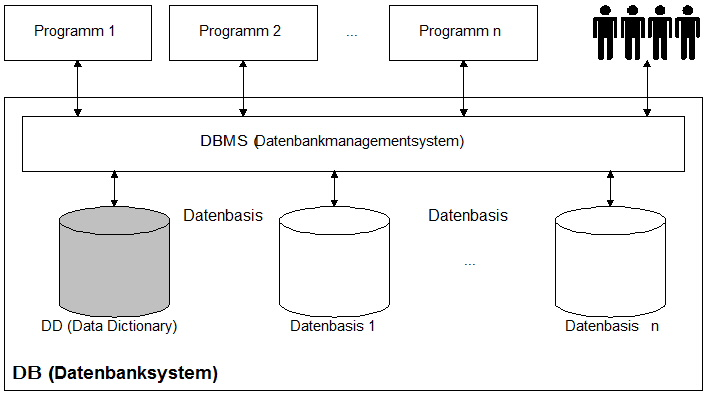 Programm 1
Programm 2
...
Programm n
DBMS (Datenbankmanagementsystem)
Datenbasis
Datenbasis
...
DD (Data Dictionary)
Datenbasis 1
Datenbasis n
DB (Datenbanksystem)